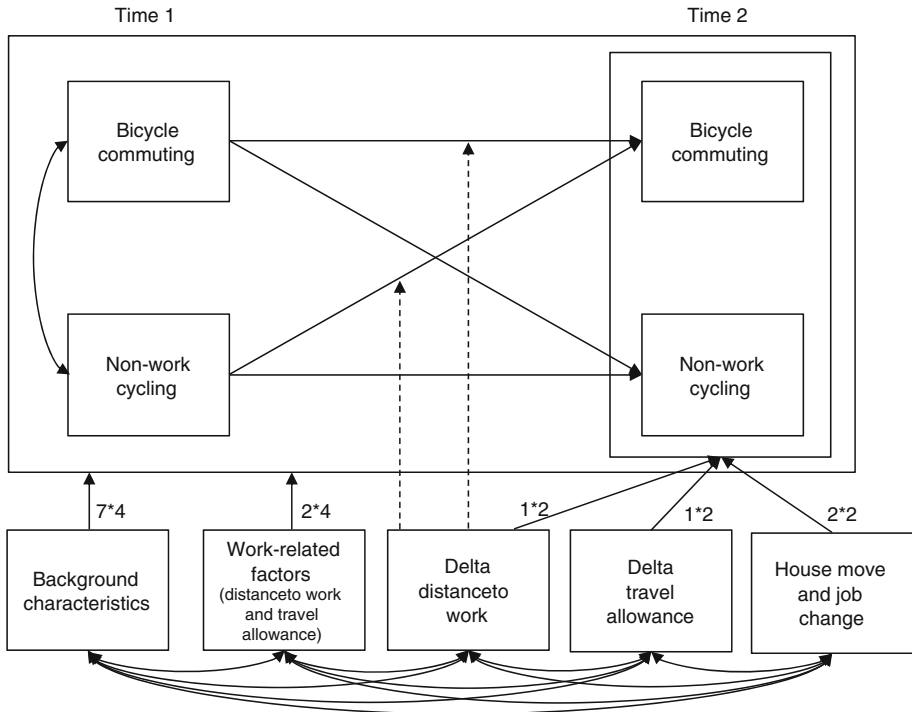 Time 1
Time 2
Bicycle
commuting
Bicycle
commuting
Non-work
cycling
Non-work
cycling
7*4
2*4
1*2
1*2
2*2
Background
characteristics
Work-related
factors
(distanceto work
and travel
allowance)
Delta
distanceto
work
Delta
travel
allowance
House move
and job
change